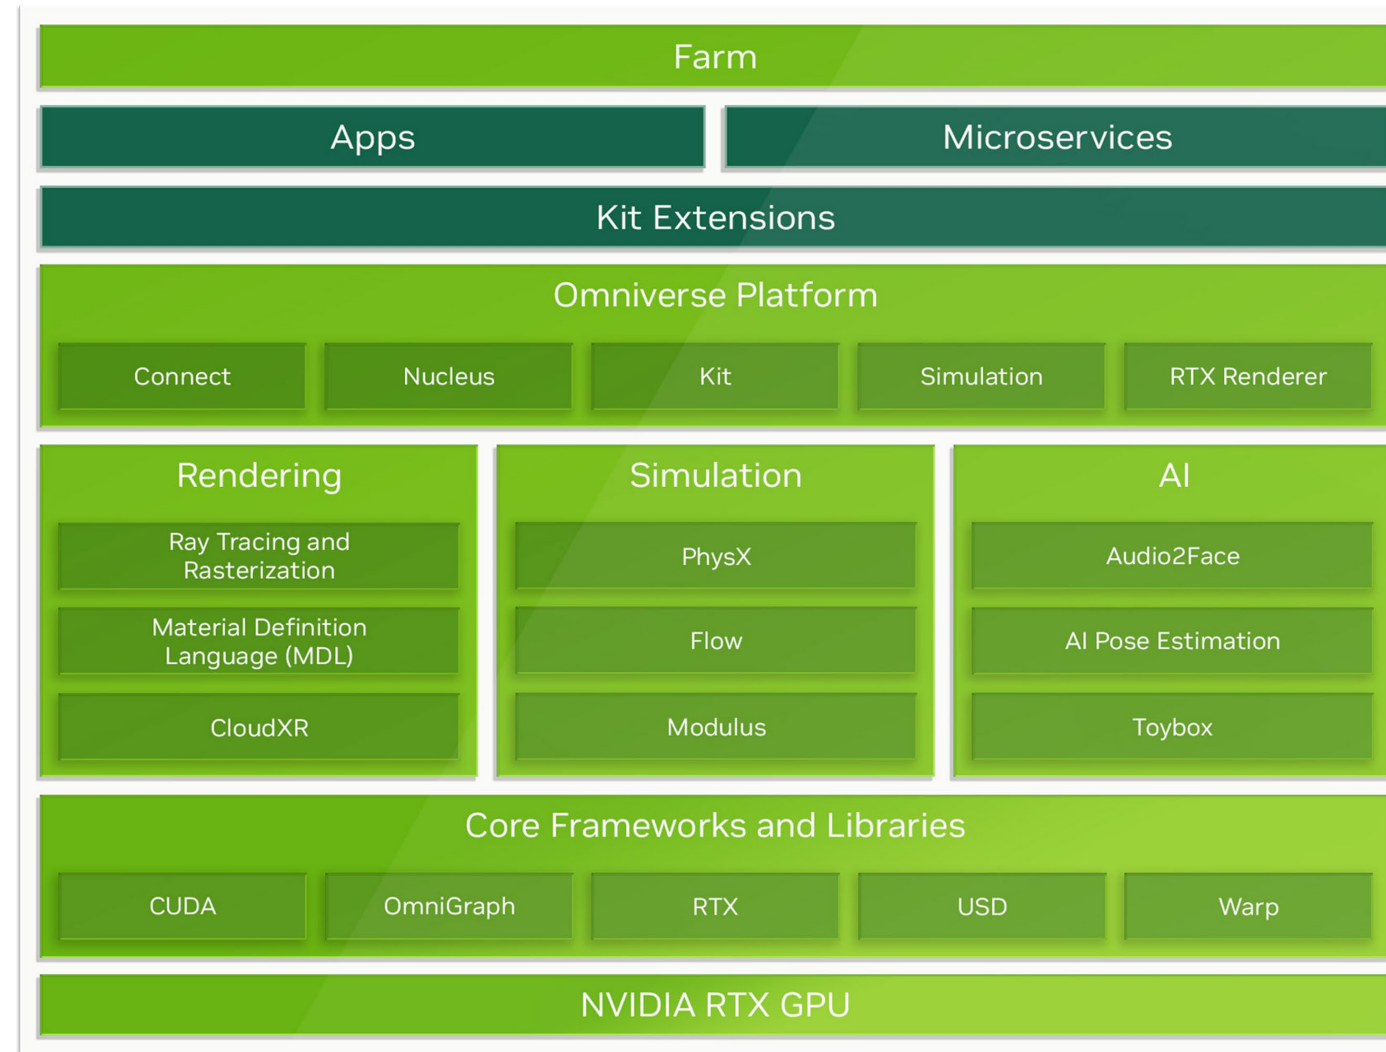 Farm
Apps
Microservices
Kit Extensions
Omniverse Platform
Connect
Nucleus
Kit
Simulation
RTX Renderer
Rendering
Ray Tracing and
Rasterization
Material Definition
Language (MDL)
CloudXR
Simulation
PhysX
Flow
Modulus
AI
Audio2Face
AI Pose Estimation
Toybox
Core Frameworks and Libraries
CUDA
OmniGraph
RTX
USD
Warp
NVIDIA RTX GPU